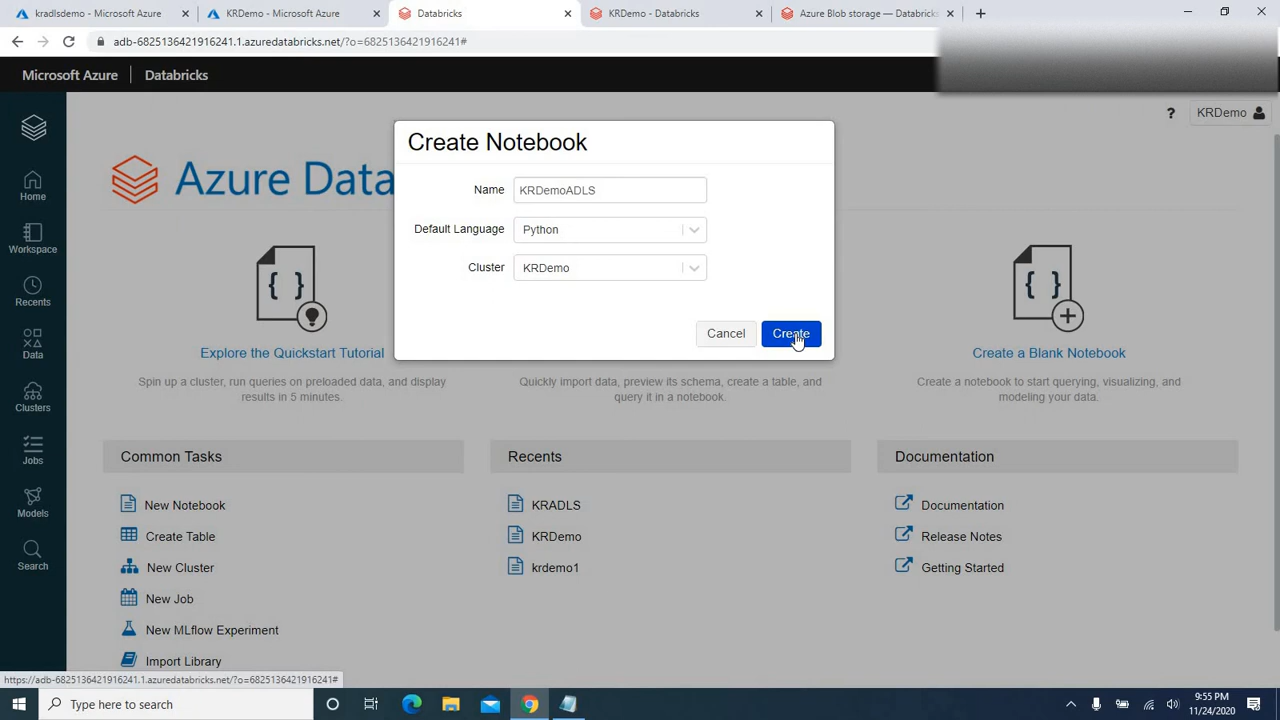 kradlsdemo - Microsoft Azure
KRDemo - Microsoft Azure
Databricks
KRDemo - Databricks
Azure Blob storage — Databricks
adb-6825136421916241.1.azuredatabricks.net/?o=6825136421916241#
Microsoft Azure
Databricks
? KRDemo
Home
Workspace
Recents
Data
Clusters
Jobs
Models
Search
Azure Data
Create Notebook
Name KRDemoADLS
Default Language Python
Cluster KRDemo
Cancel Create
Explore the Quickstart Tutorial
Spin up a cluster, run queries on preloaded data, and display
results in 5 minutes.
Quickly import data, preview its schema, create a table, and
query it in a notebook.
Create a Blank Notebook
Create a notebook to start querying, visualizing, and
modeling your data.
Common Tasks
New Notebook
Create Table
New Cluster
New Job
New MLflow Experiment
Import Library
Recents
KRADLS
KRDemo
krdemo1
Documentation
Documentation
Release Notes
Getting Started
https://adb-6825136421916241.1.azuredatabricks.net/?o=6825136421916241#
Type here to search
9:55 PM
11/24/2020